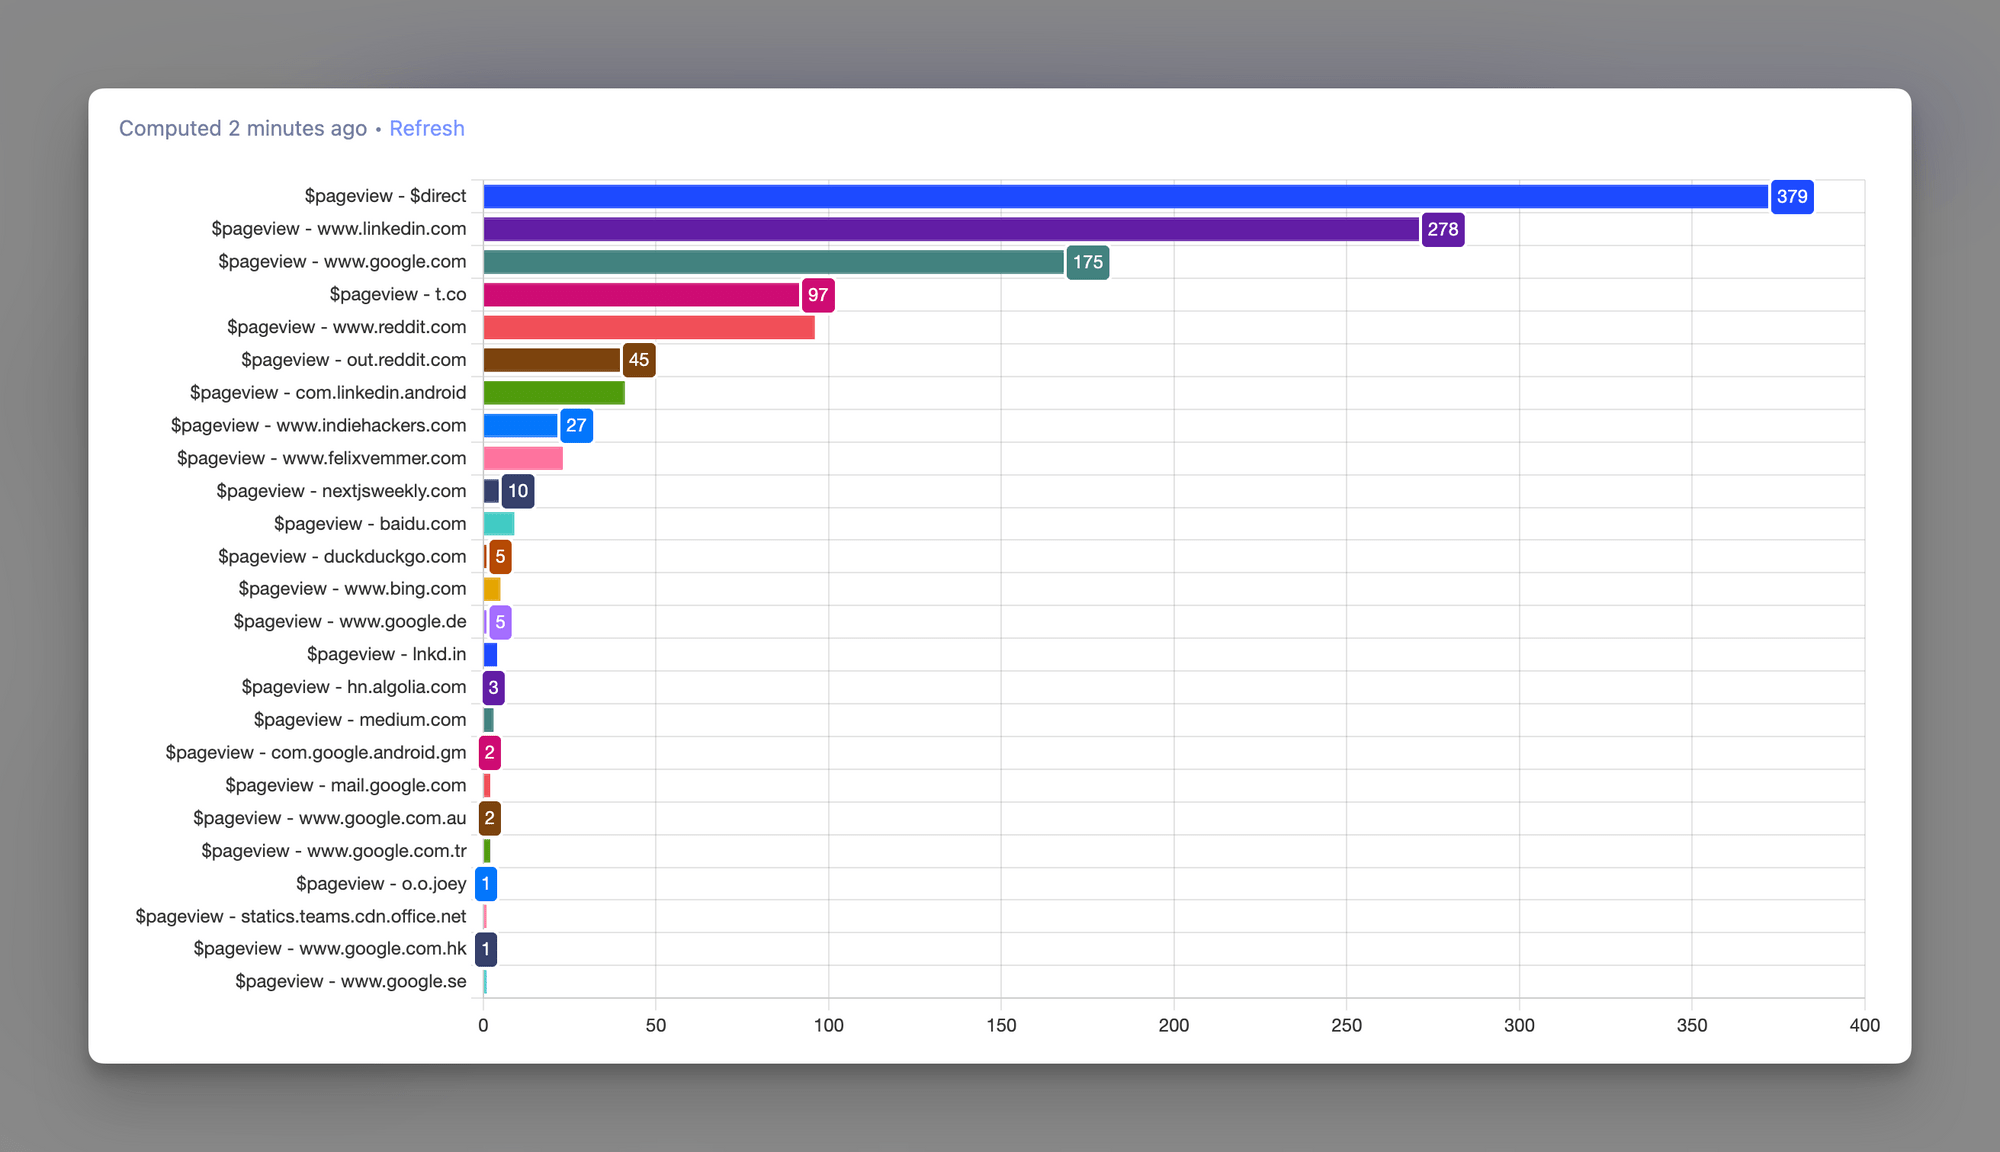 Computed 2 minutes ago • Refresh
$pageview - $direct 379
$pageview - www.linkedin.com 278
$pageview - www.google.com 175
$pageview - t.co 97
$pageview - www.reddit.com
$pageview - out.reddit.com 45
$pageview - com.linkedin.android
$pageview - www.indiehackers.com 27
$pageview - www.felixvemmer.com
$pageview - nextjsweekly.com 10
$pageview - baidu.com
$pageview - duckduckgo.com 5
$pageview - www.bing.com
$pageview - www.google.de 5
$pageview - lnkd.in
$pageview - hn.algolia.com 3
$pageview - medium.com
$pageview - com.google.android.gm 2
$pageview - mail.google.com
$pageview - www.google.com.au 2
$pageview - www.google.com.tr
$pageview - o.o.joey 1
$pageview - statics.teams.cdn.office.net
$pageview - www.google.com.hk 1
$pageview - www.google.se
0 50 100 150 200 250 300 350 400